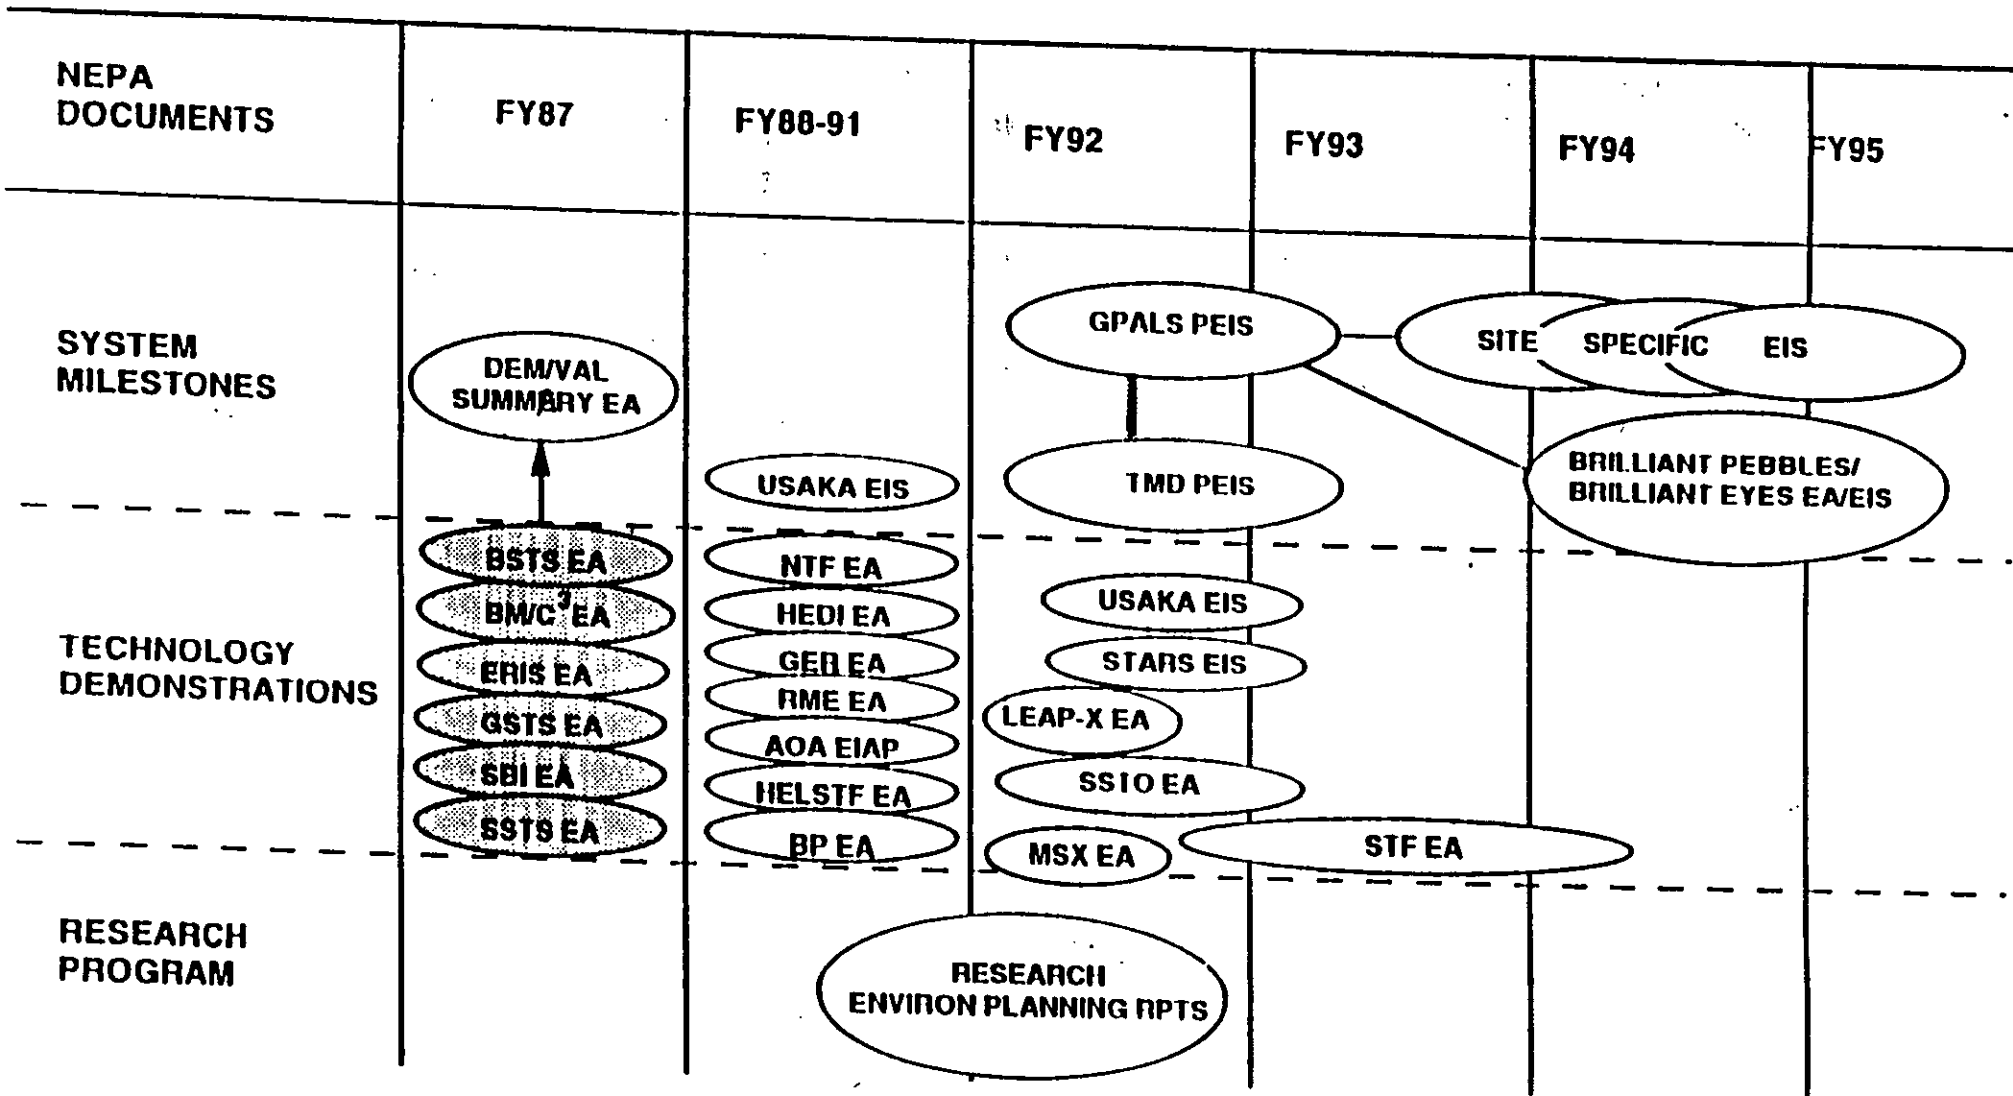 NEPA
DOCUMENTS
FY87
FY88-91
FY92
FY93
FY94
FY95
SYSTEM
MILESTONES
DEM/VAL
SUMMARY EA
USAKA EIS
GPALS PEIS
TMD PEIS
SITE
SPECIFIC
EIS
BRILLIANT PEBBLES/
BRILLIANT EYES EA/EIS
TECHNOLOGY
DEMONSTRATIONS
BSTS EA
BM/C³ EA
ERIS EA
GSTS EA
SBI EA
SSTS EA
NTF EA
HEDI EA
GER EA
RME EA
AOA EIAP
HELSTF EA
BP EA
USAKA EIS
STARS EIS
LEAP-X EA
SSTO EA
MSX EA
STF EA
RESEARCH
PROGRAM
RESEARCH
ENVIRON PLANNING RPTS